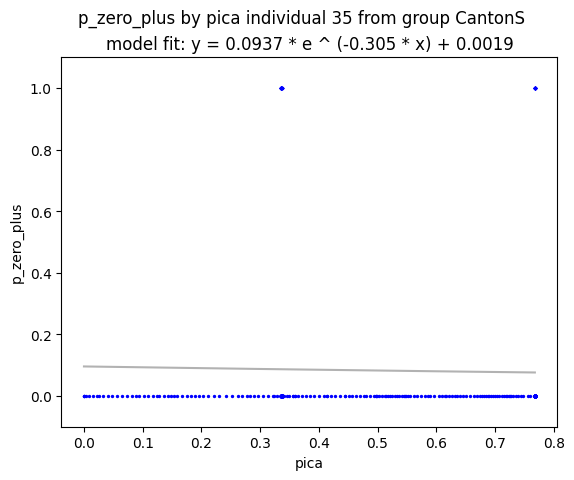 p_zero_plus by pica individual 35 from group CantonS
model fit: y = 0.0937 * e ^ (-0.305 * x) + 0.0019
1.0
0.8
0.6
0.4
0.2
0.0
p_zero_plus
0.0 0.1 0.2 0.3 0.4 0.5 0.6 0.7 0.8
pica